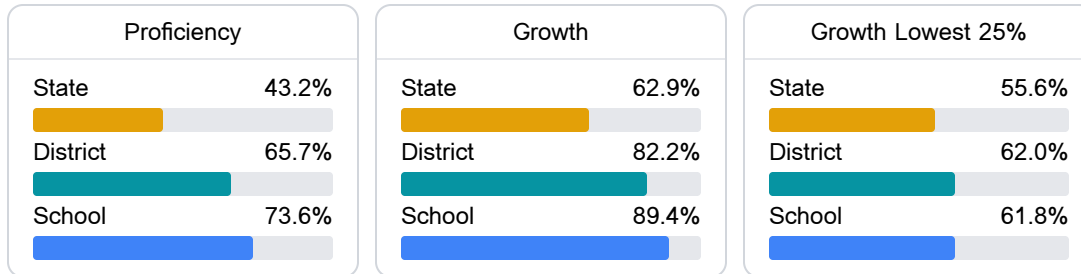 Proficiency
State 43.2%
District 65.7%
School 73.6%
Growth
State 62.9%
District 82.2%
School 89.4%
Growth Lowest 25%
State 55.6%
District 62.0%
School 61.8%